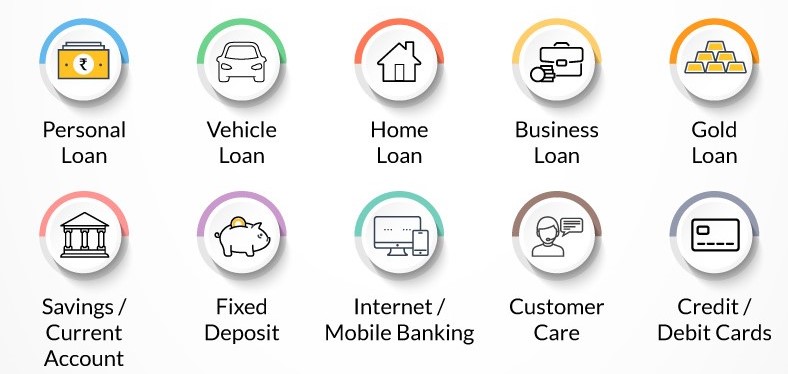 ₹
Personal
Loan
Vehicle
Loan
Home
Loan
Business
Loan
Gold
Loan
Savings /
Current
Account
Fixed
Deposit
Internet /
Mobile Banking
Customer
Care
Credit /
Debit Cards